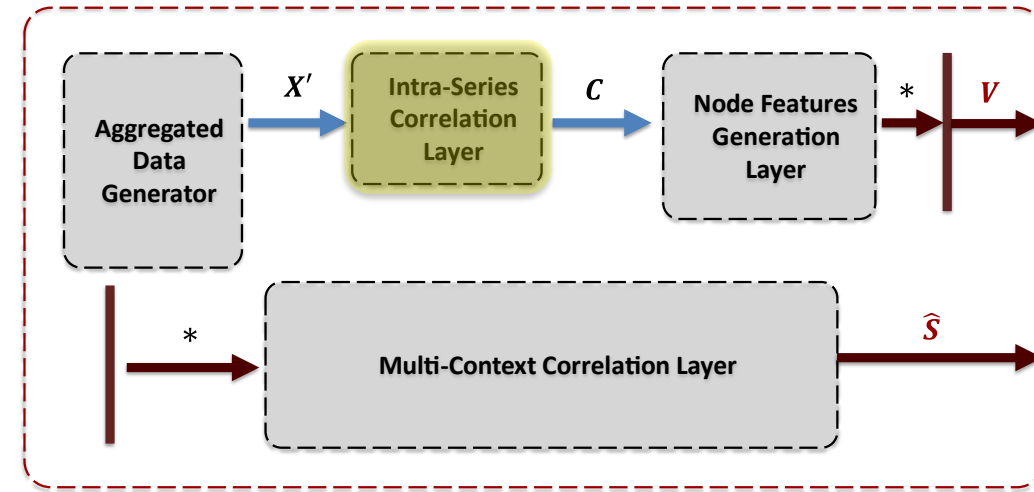 Aggregated
Data
Generator
X′
Intra-Series
Correlation
Layer
C
Node Features
Generation
Layer
*
V
*
Multi-Context Correlation Layer
Ŝ